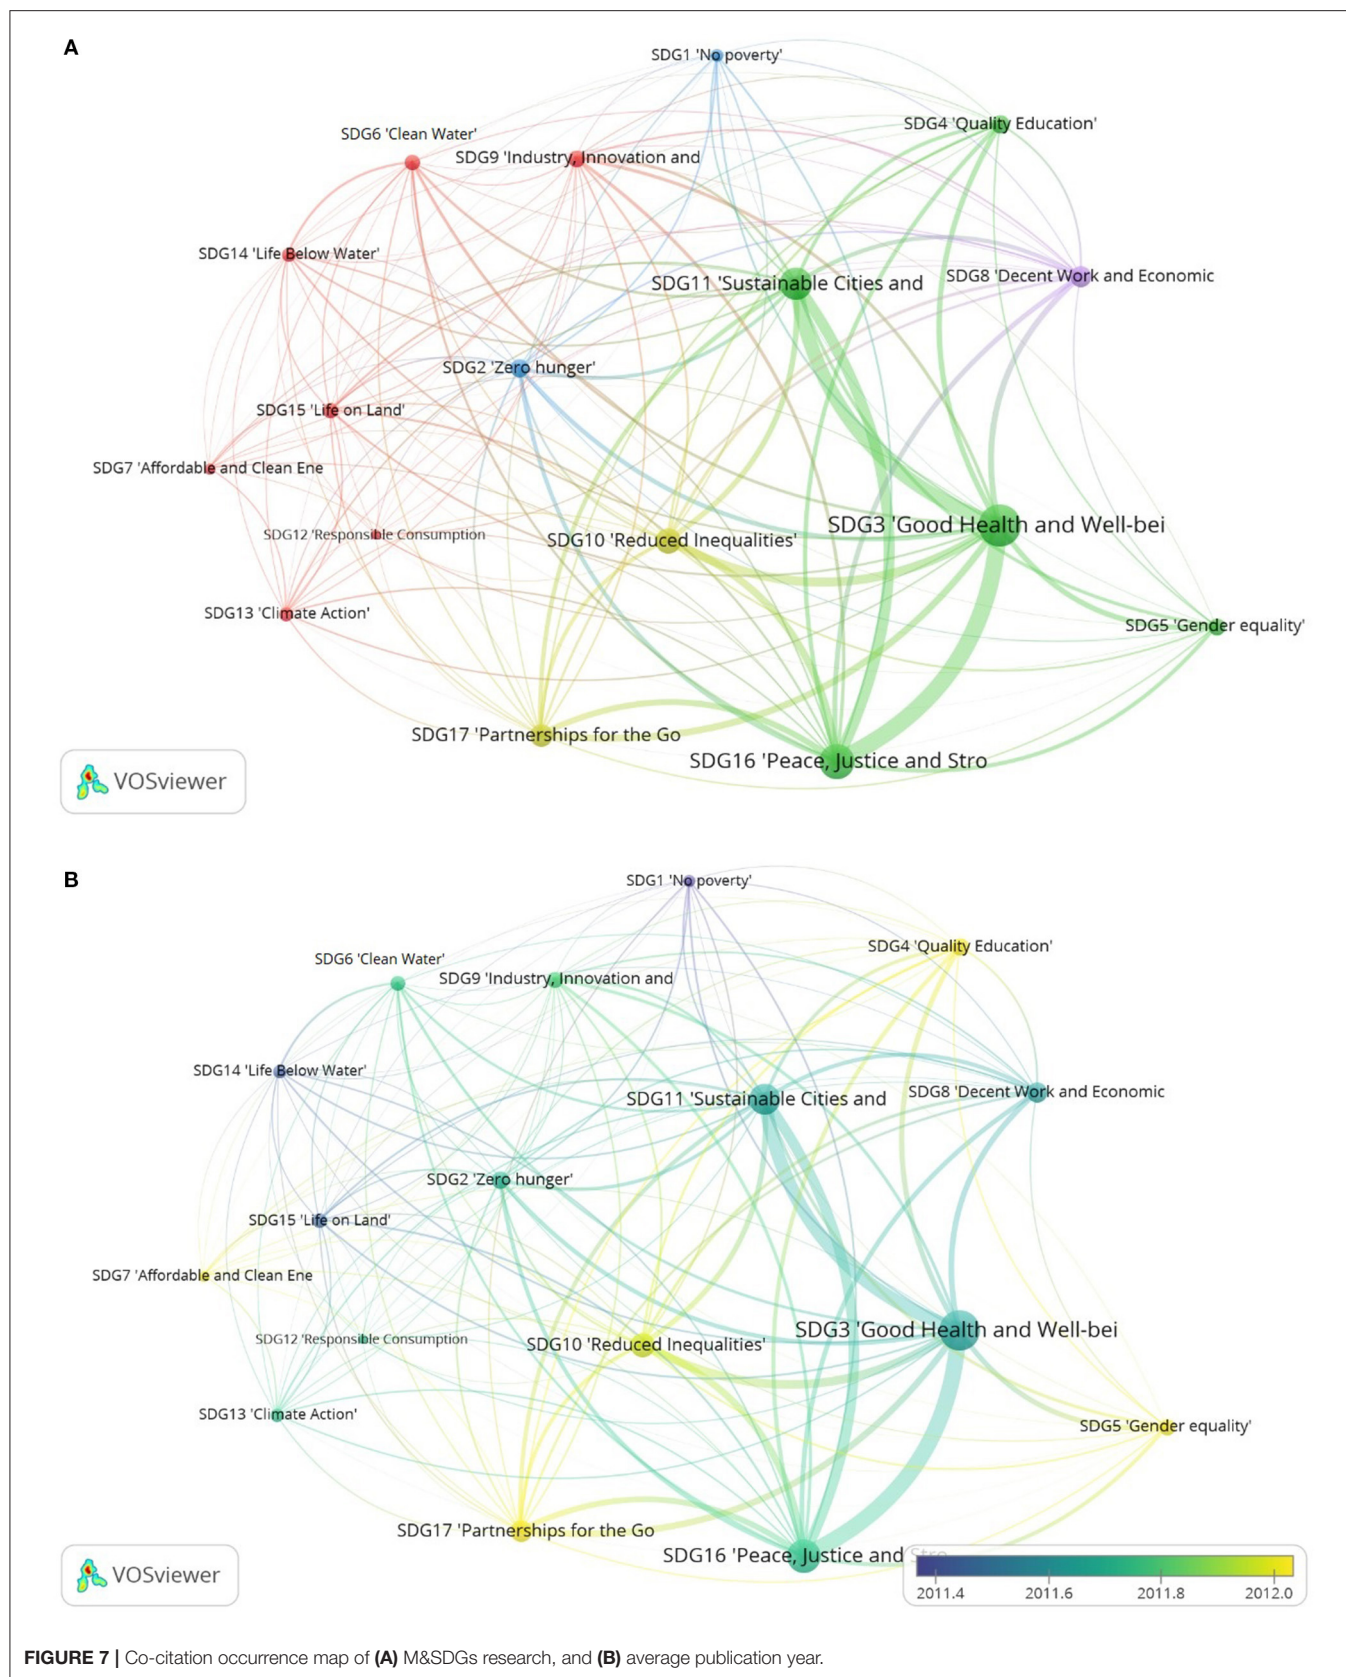 A
SDG1 'No poverty'
SDG4 'Quality Education'
SDG6 'Clean Water'
SDG9 'Industry, Innovation and
SDG14 'Life Below Water'
SDG11 'Sustainable Cities and
SDG8 'Decent Work and Economic
SDG2 'Zero hunger'
SDG15 'Life on Land'
SDG7 'Affordable and Clean Ene
SDG12 'Responsible Consumption
SDG10 'Reduced Inequalities'
SDG3 'Good Health and Well-bei
SDG13 'Climate Action'
SDG5 'Gender equality'
SDG17 'Partnerships for the Go
SDG16 'Peace, Justice and Stro
VOSviewer
B
SDG1 'No poverty'
SDG4 'Quality Education'
SDG6 'Clean Water'
SDG9 'Industry, Innovation and
SDG14 'Life Below Water'
SDG11 'Sustainable Cities and
SDG8 'Decent Work and Economic
SDG2 'Zero hunger'
SDG15 'Life on Land'
SDG7 'Affordable and Clean Ene
SDG12 'Responsible Consumption
SDG10 'Reduced Inequalities'
SDG3 'Good Health and Well-bei
SDG13 'Climate Action'
SDG5 'Gender equality'
SDG17 'Partnerships for the Go
SDG16 'Peace, Justice and Stro
VOSviewer
2011.4 2011.6 2011.8 2012.0
FIGURE 7 | Co-citation occurrence map of (A) M&SDGs research, and (B) average publication year.